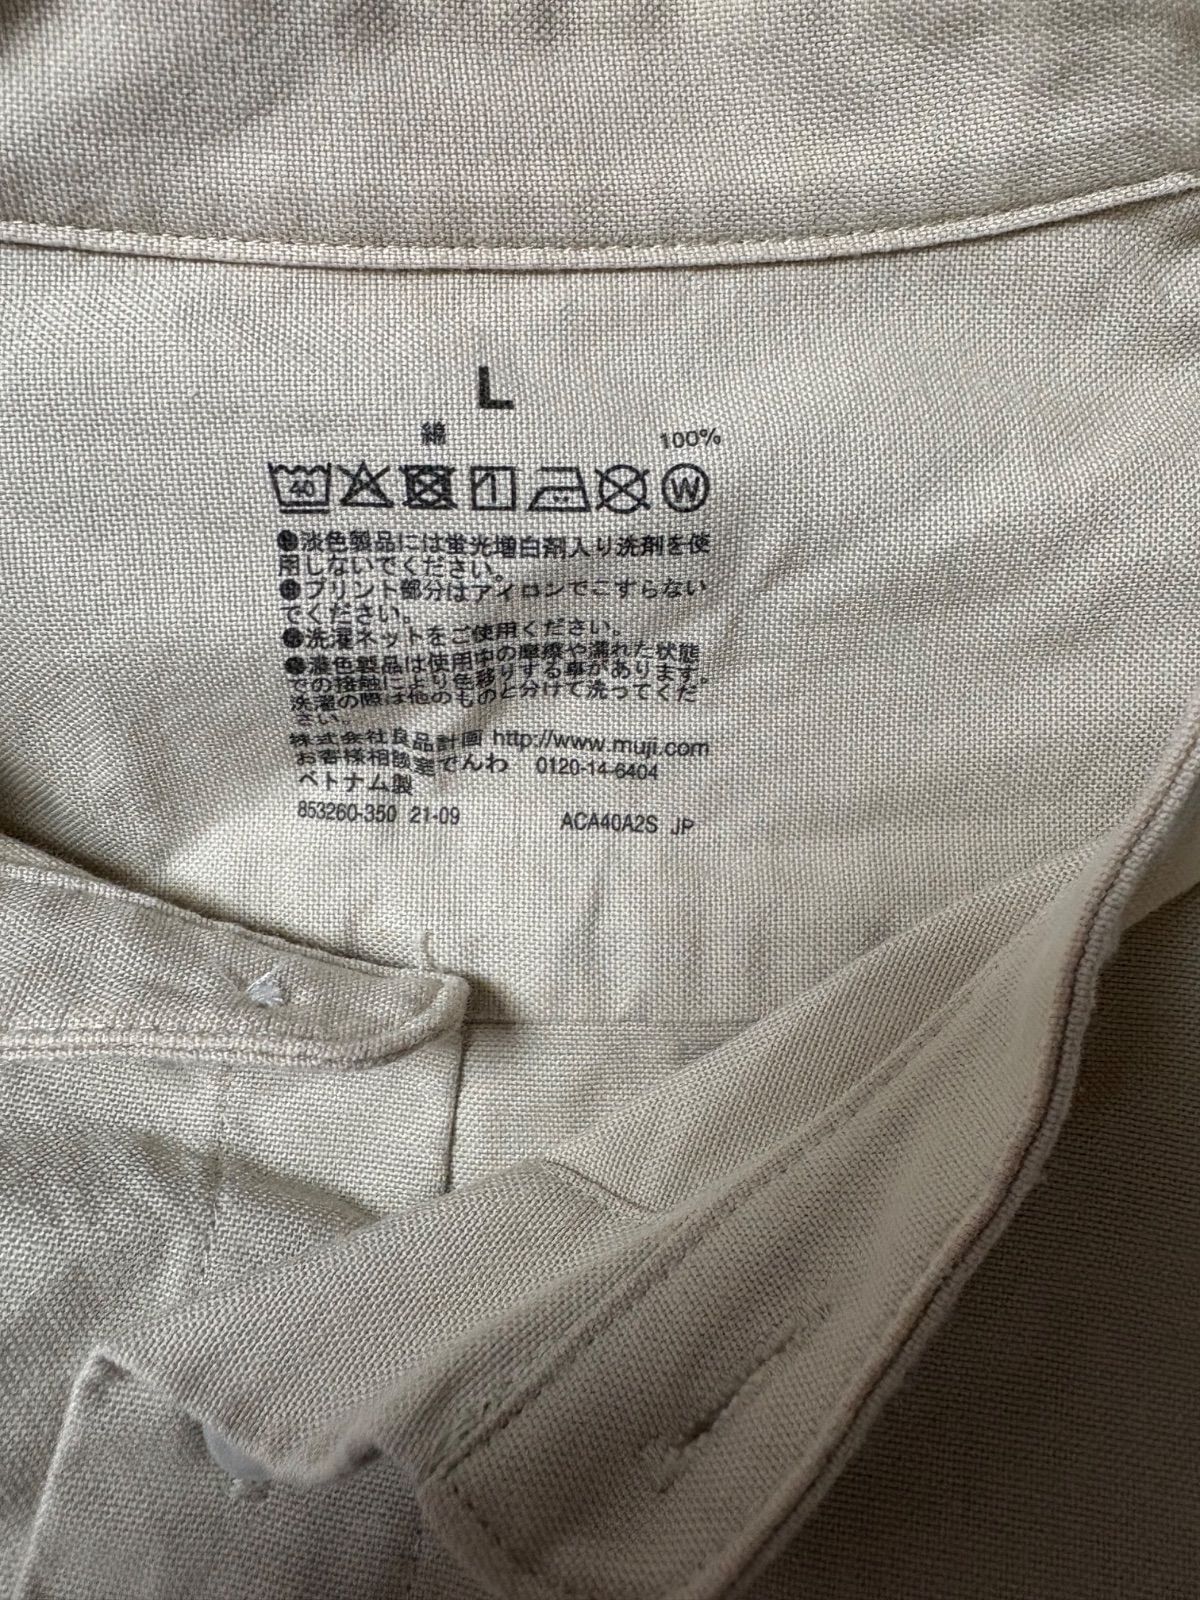 L
綿 100%
40 1 W
●淡色製品には蛍光増白剤入り洗剤を使
用しないでください。
●プリント部分はアイロンでこすらない
でください。
●洗濯ネットをご使用ください。
●濃色製品は使用中の摩擦や濡れた状態
での接触により色移りする事があります。
洗濯の際は他のものと分けて洗ってくだ
さい。
株式会社良品計画 http://www.muji.com
お客様相談室でんわ 0120-14-6404
ベトナム製
853260-350 21-09 ACA40A2S JP